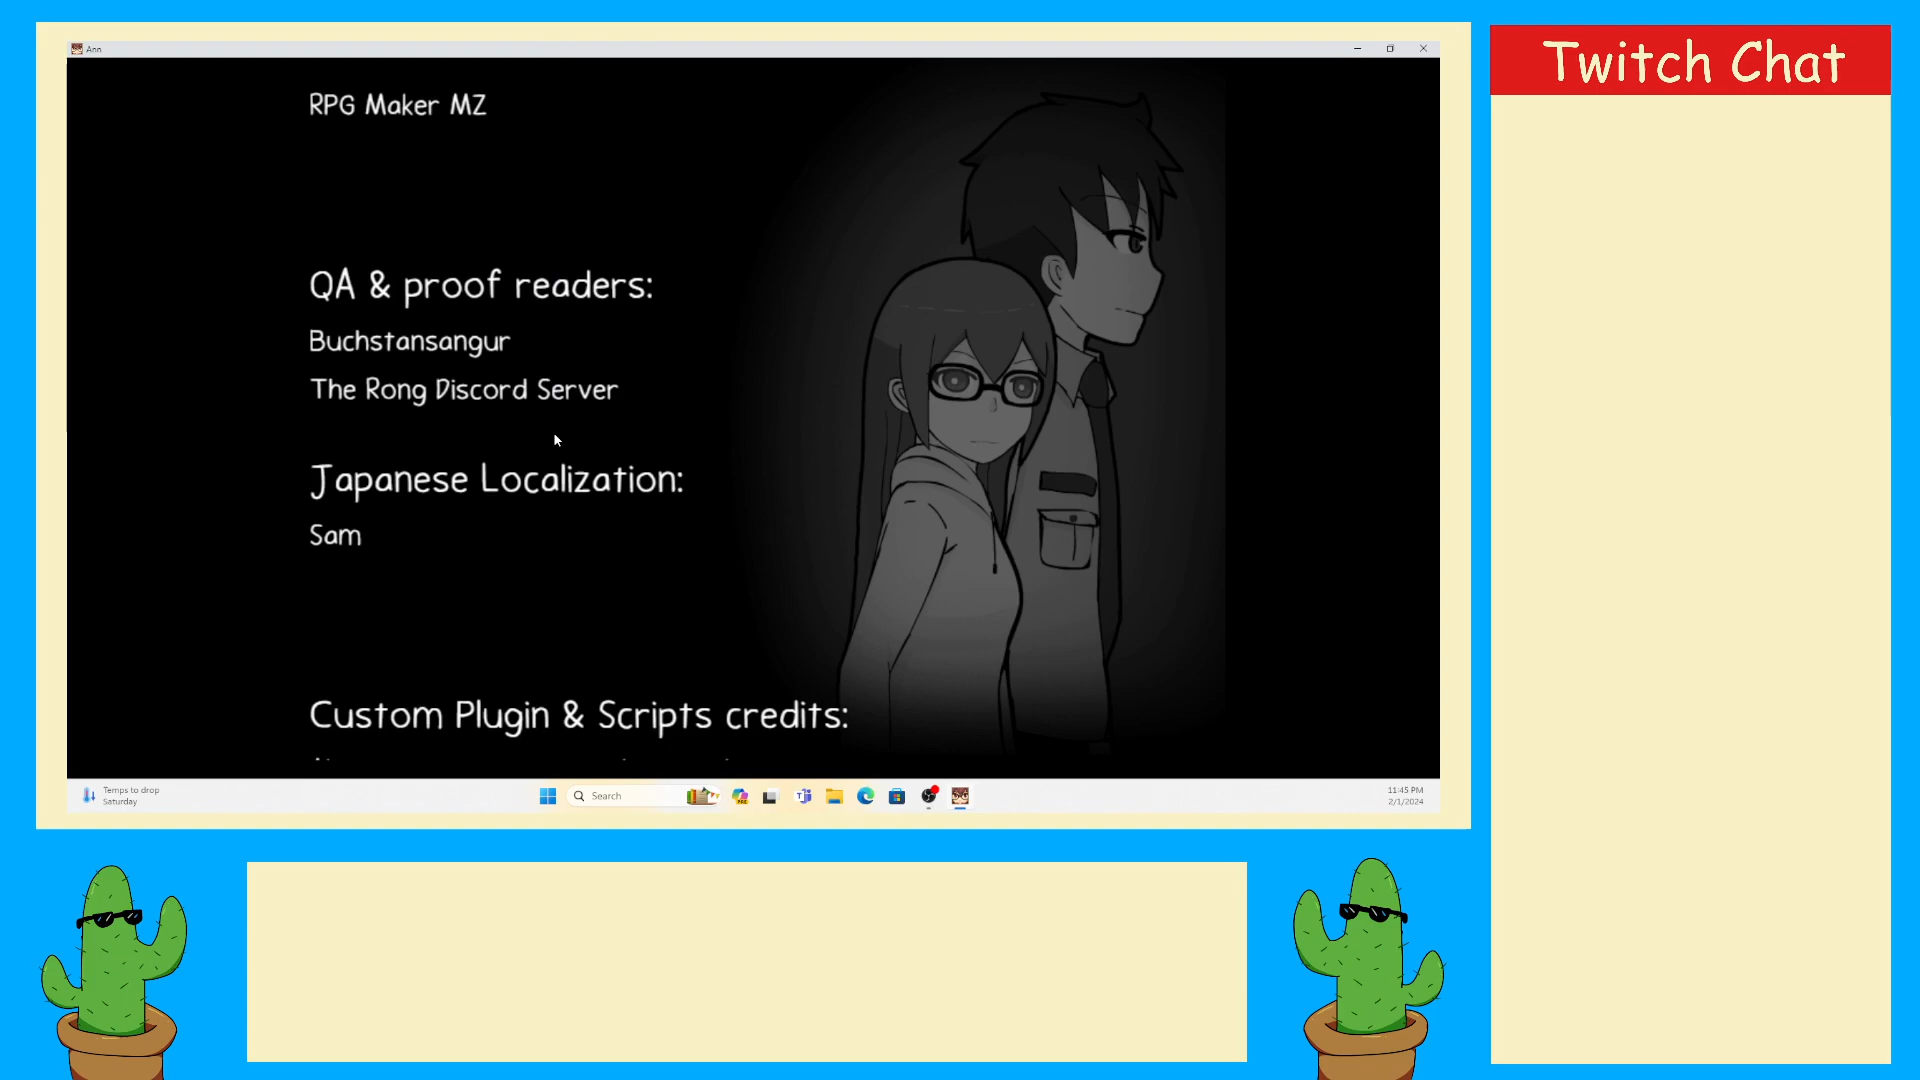 Ann
Twitch Chat
RPG Maker MZ
QA & proof readers:
Buchstansangur
The Rong Discord Server
Japanese Localization:
Sam
Custom Plugin & Scripts credits:
Temps to drop
Saturday
Search
PRE
11:45 PM
2/1/2024